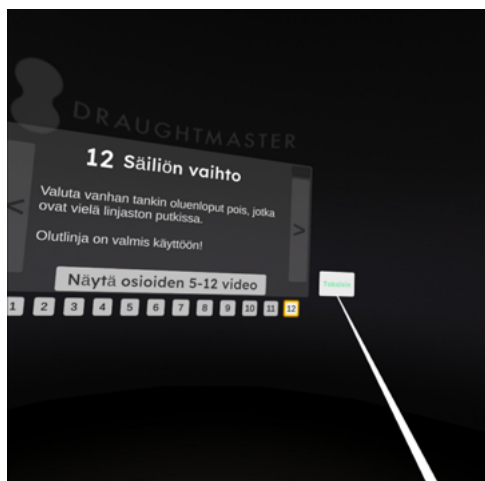 DRAUGHTMASTER
12 Säiliön vaihto
Valuta vanhan tankin oluenloput pois, jotka
ovat vielä linjaston putkissa.
Olutlinja on valmis käyttöön!
<
>
Näytä osioiden 5-12 video
1 2 3 4 5 6 7 8 9 10 11 12
Takaisin